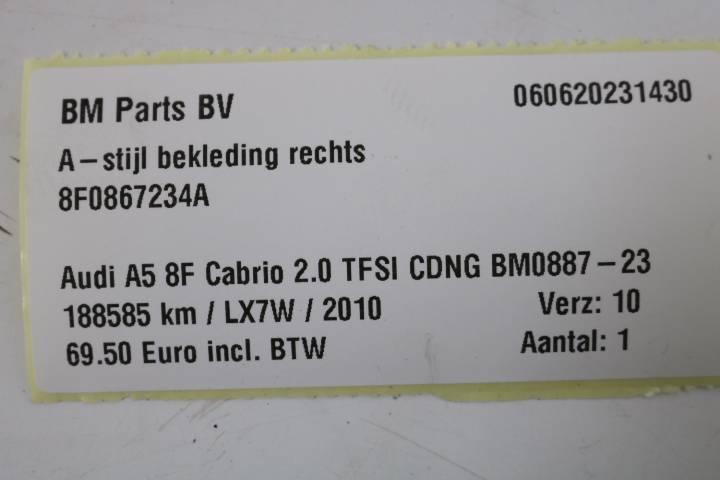 BM Parts BV 060620231430
A-stijl bekleding rechts
8F0867234A
Audi A5 8F Cabrio 2.0 TFSI CDNG BM0887-23
188585 km / LX7W / 2010 Verz: 10
69.50 Euro incl. BTW Aantal: 1